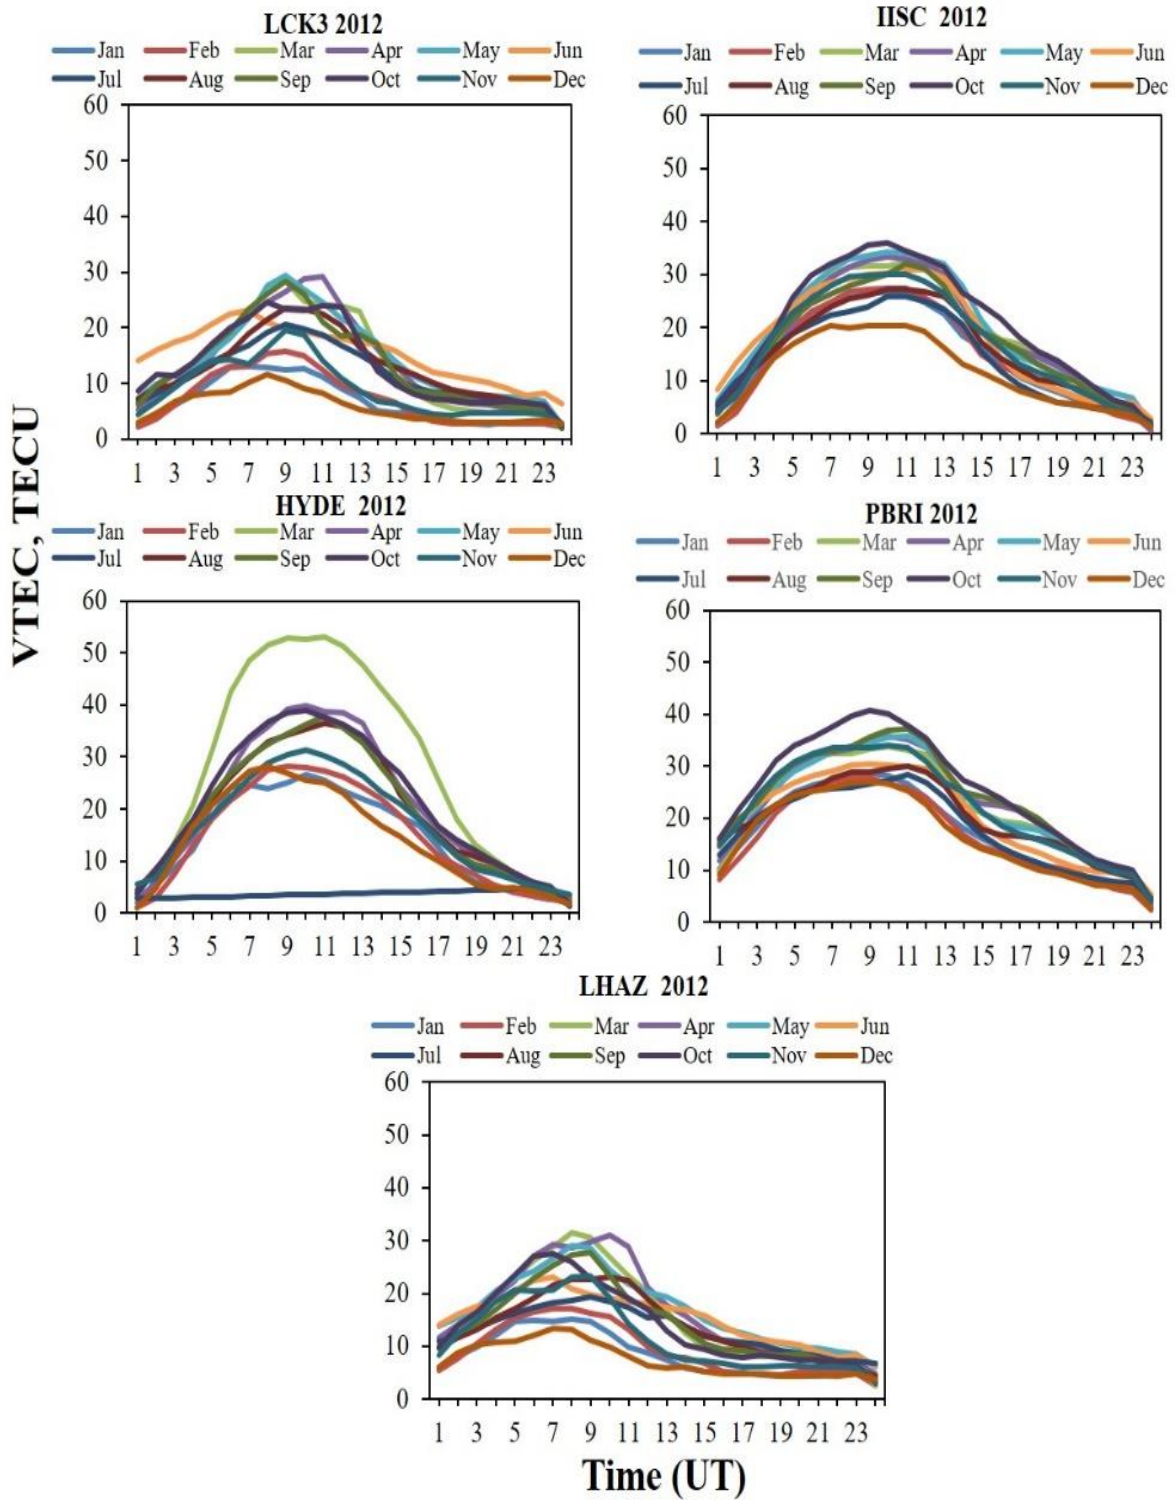 LCK3 2012
Jan Feb Mar Apr May Jun
Jul Aug Sep Oct Nov Dec
60
50
40
30
20
10
0
1 3 5 7 9 11 13 15 17 19 21 23
IISC 2012
Jan Feb Mar Apr May Jun
Jul Aug Sep Oct Nov Dec
60
50
40
30
20
10
0
1 3 5 7 9 11 13 15 17 19 21 23
VTEC, TECU
HYDE 2012
Jan Feb Mar Apr May Jun
Jul Aug Sep Oct Nov Dec
60
50
40
30
20
10
0
1 3 5 7 9 11 13 15 17 19 21 23
PBRI 2012
Jan Feb Mar Apr May Jun
Jul Aug Sep Oct Nov Dec
60
50
40
30
20
10
0
1 3 5 7 9 11 13 15 17 19 21 23
LHAZ 2012
Jan Feb Mar Apr May Jun
Jul Aug Sep Oct Nov Dec
60
50
40
30
20
10
0
1 3 5 7 9 11 13 15 17 19 21 23
Time (UT)